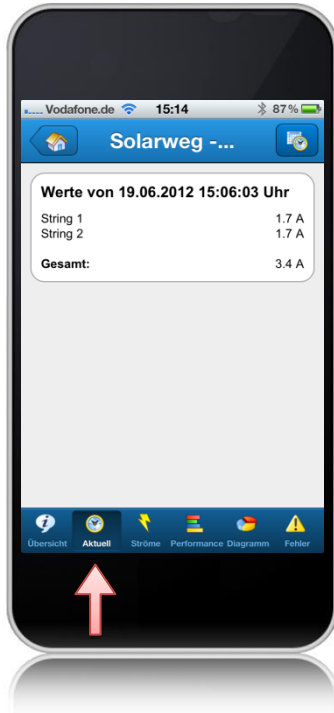 Vodafone.de 15:14 87%
Solarweg -...
Werte von 19.06.2012 15:06:03 Uhr
String 1 1.7 A
String 2 1.7 A
Gesamt: 3.4 A
Übersicht Aktuell Ströme Performance Diagramm Fehler